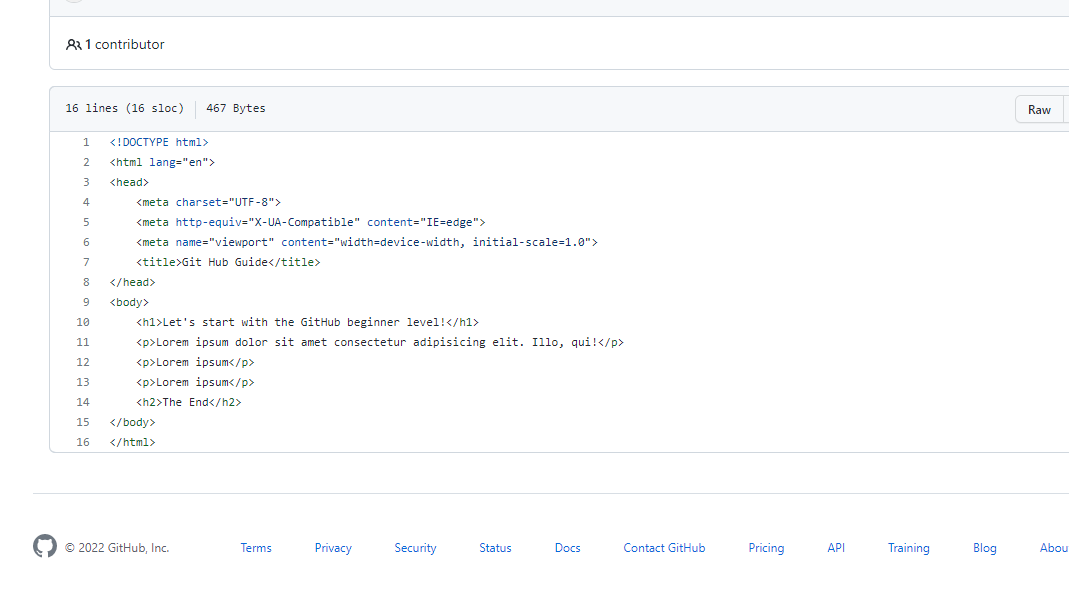 1 contributor
16 lines (16 sloc) 467 Bytes Raw
1 <!DOCTYPE html>
2 <html lang="en">
3 <head>
4     <meta charset="UTF-8">
5     <meta http-equiv="X-UA-Compatible" content="IE=edge">
6     <meta name="viewport" content="width=device-width, initial-scale=1.0">
7     <title>Git Hub Guide</title>
8 </head>
9 <body>
10     <h1>Let's start with the GitHub beginner level!</h1>
11     <p>Lorem ipsum dolor sit amet consectetur adipisicing elit. Illo, qui!</p>
12     <p>Lorem ipsum</p>
13     <p>Lorem ipsum</p>
14     <h2>The End</h2>
15 </body>
16 </html>
© 2022 GitHub, Inc. Terms Privacy Security Status Docs Contact GitHub Pricing API Training Blog Abou